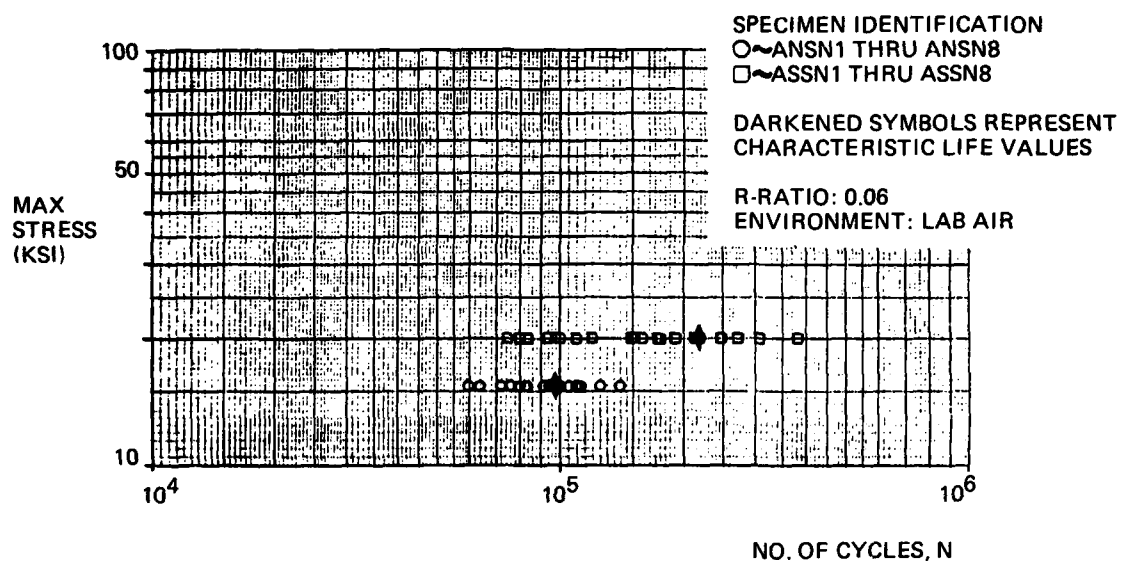 SPECIMEN IDENTIFICATION
○~ANSN1 THRU ANSN8
□~ASSN1 THRU ASSN8
DARKENED SYMBOLS REPRESENT
CHARACTERISTIC LIFE VALUES
R-RATIO: 0.06
ENVIRONMENT: LAB AIR
100
50
10
MAX
STRESS
(KSI)
10⁴
10⁵
10⁶
NO. OF CYCLES, N